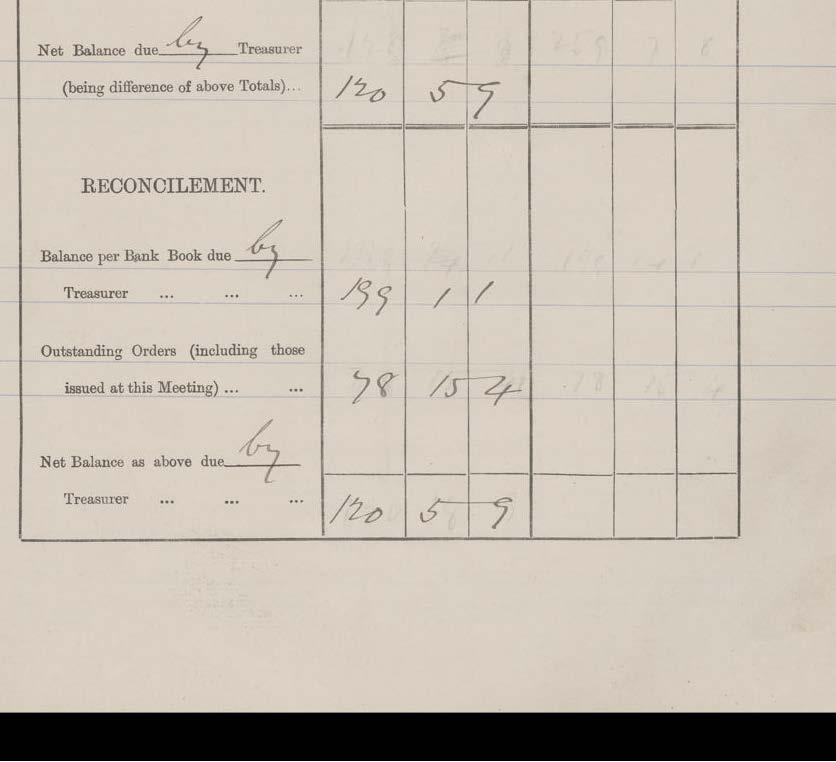 Net Balance due by Treasurer
(being difference of above Totals)... 120 5 9
RECONCILEMENT.
Balance per Bank Book due by
Treasurer ... ... ... 199 1 1
Outstanding Orders (including those
issued at this Meeting) ... ... 78 15 4
Net Balance as above due by
Treasurer ... ... ... 120 5 9